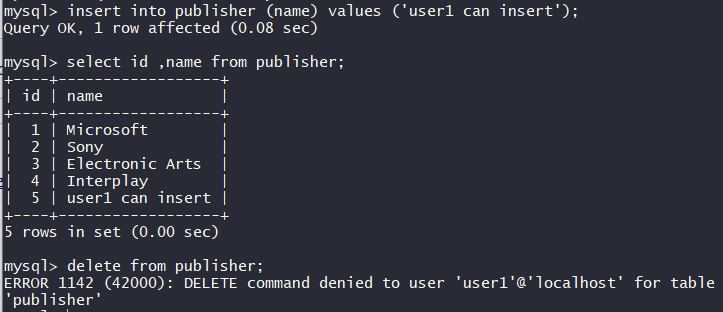 mysql> insert into publisher (name) values ('user1 can insert');
Query OK, 1 row affected (0.08 sec)
mysql> select id ,name from publisher;
+----+------------------+
| id | name             |
+----+------------------+
|  1 | Microsoft        |
|  2 | Sony             |
|  3 | Electronic Arts  |
|  4 | Interplay        |
|  5 | user1 can insert |
+----+------------------+
5 rows in set (0.00 sec)
mysql> delete from publisher;
ERROR 1142 (42000): DELETE command denied to user 'user1'@'localhost' for table
'publisher'